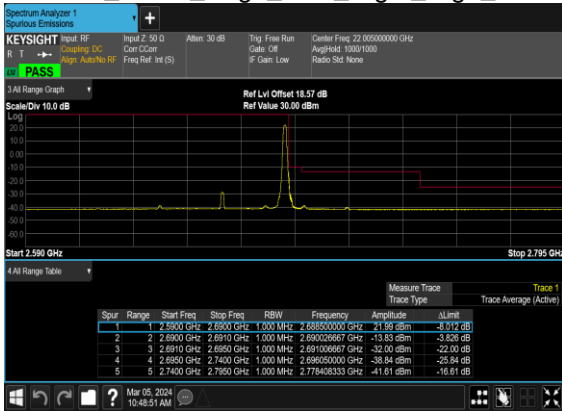 Spectrum Analyzer 1
Spurious Emissions
KEYSIGHT Input: RF Input Z: 50 Ω Atten: 30 dB Trig: Free Run Center Freq: 22.005000000 GHz
R T Coupling: DC Corr CCorr Gate: Off Avg|Hold: 1000/1000
Align: Auto/No RF Freq Ref: Int (S) IF Gain: Low Radio Std: None
PASS
3 All Range Graph Ref Lvl Offset 18.57 dB
Scale/Div 10.0 dB Ref Value 30.00 dBm
Log
20.0
10.0
0.00
-10.0
-20.0
-30.0
-40.0
-50.0
-60.0
Start 2.590 GHz Stop 2.795 GHz
4 All Range Table
Measure Trace Trace 1
Trace Type Trace Average (Active)
Spur Range Start Freq Stop Freq RBW Frequency Amplitude ΔLimit
1 1 2.5900 GHz 2.6900 GHz 1.000 MHz 2.688500000 GHz 21.99 dBm -8.012 dB
2 2 2.6900 GHz 2.6910 GHz 1.000 MHz 2.690026667 GHz -13.83 dBm -3.826 dB
3 3 2.6910 GHz 2.6950 GHz 1.000 MHz 2.691006667 GHz -32.00 dBm -22.00 dB
4 4 2.6950 GHz 2.7400 GHz 1.000 MHz 2.696050000 GHz -38.84 dBm -25.84 dB
5 5 2.7400 GHz 2.7950 GHz 1.000 MHz 2.778408333 GHz -41.61 dBm -16.61 dB
Mar 05, 2024
10:48:51 AM